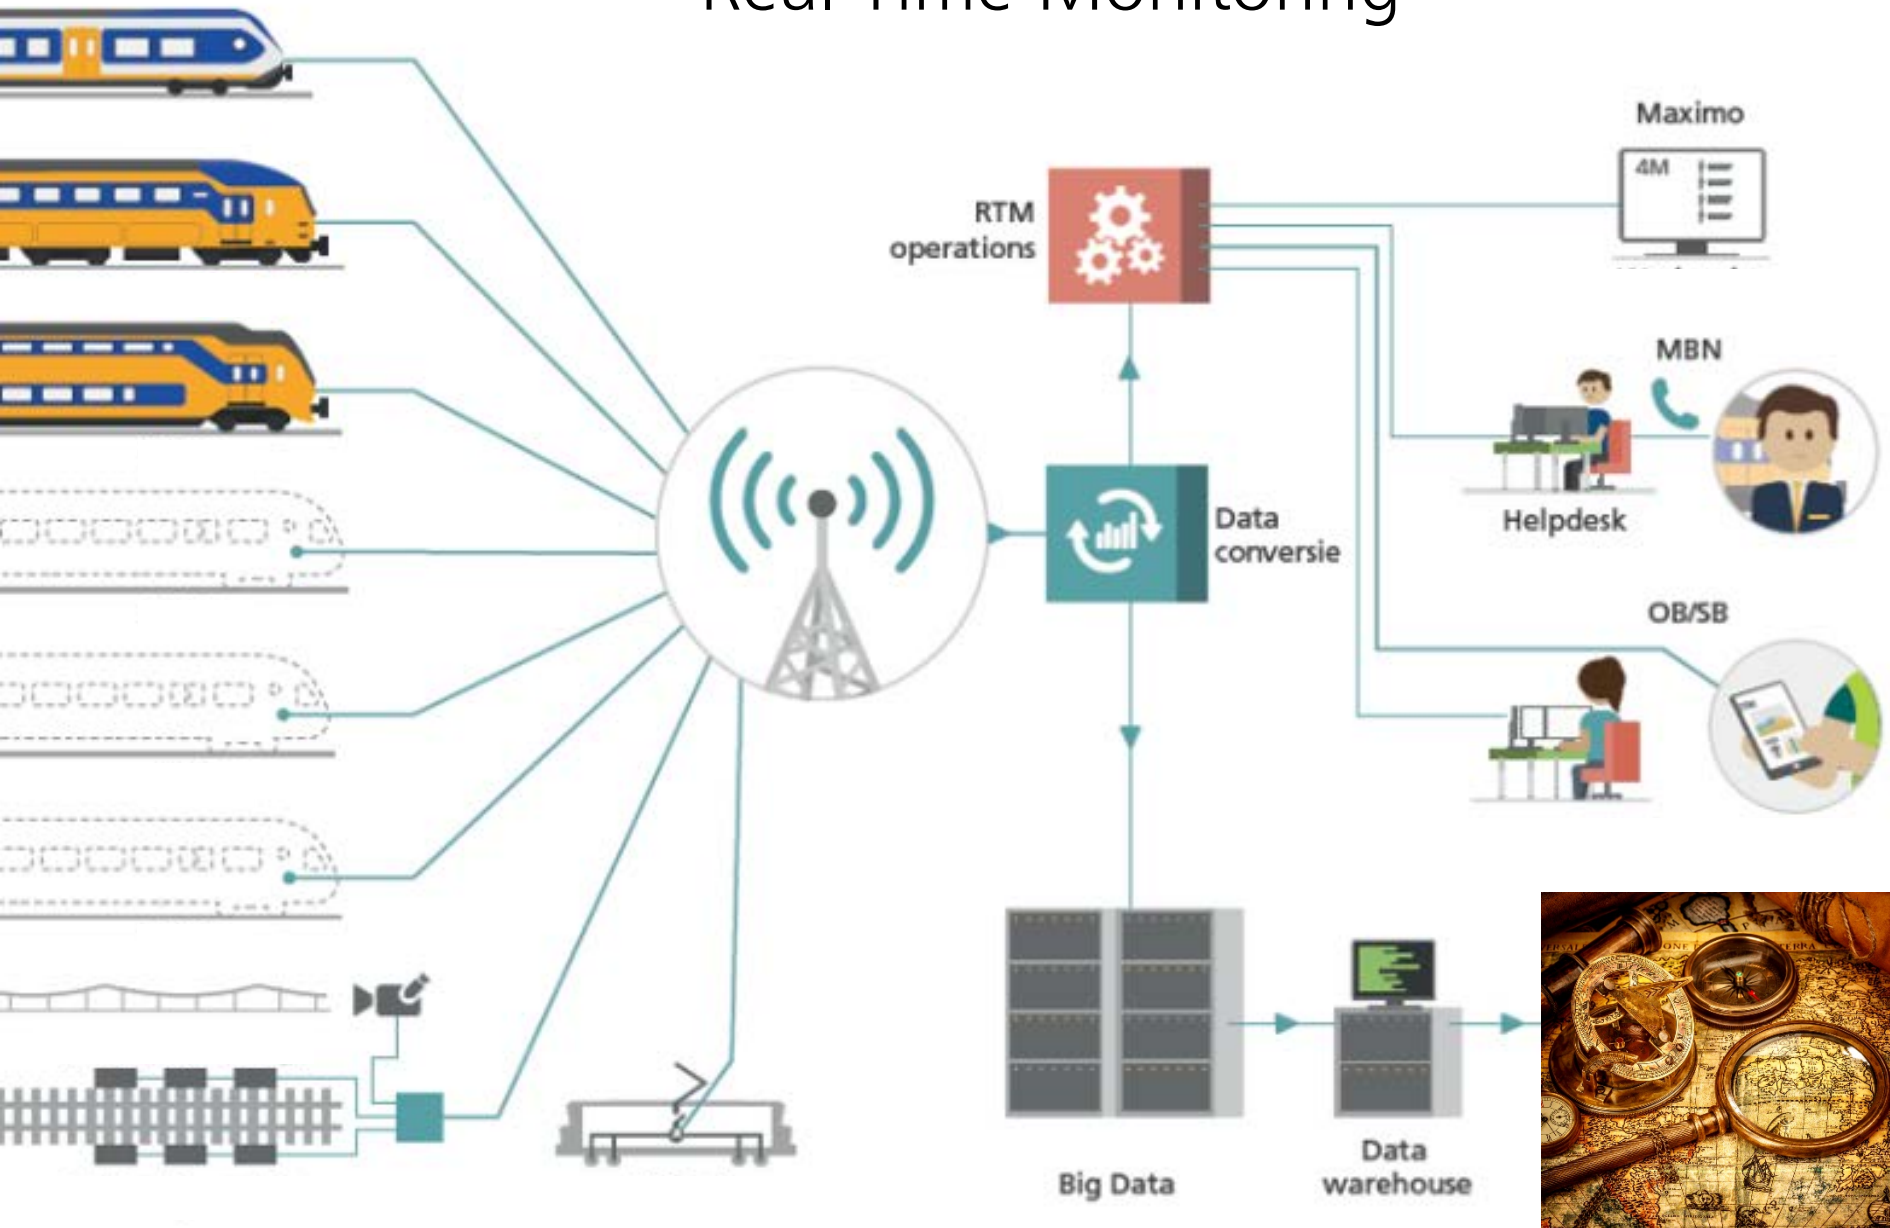 Real Time Monitoring
Maximo
4M
RTM
operations
MBN
Helpdesk
Data
conversie
OB/SB
Big Data
Data
warehouse